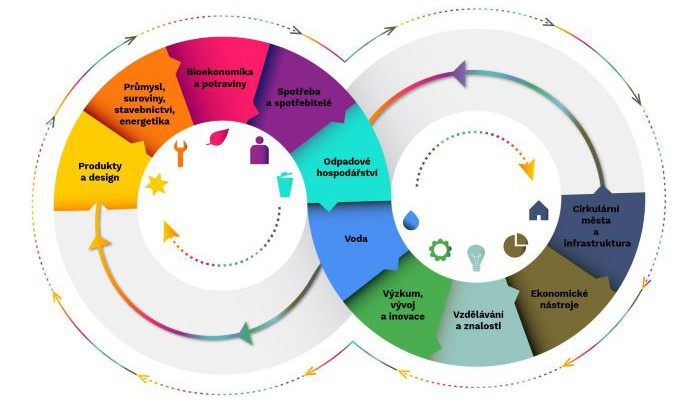 Produkty
a design
Průmysl,
suroviny,
stavebnictví,
energetika
Bioekonomika
a potraviny
Spotřeba
a spotřebitelé
Odpadové
hospodářství
Voda
Výzkum,
vývoj
a inovace
Vzdělávání
a znalosti
Ekonomické
nástroje
Cirkulární
města
a
infrastruktura